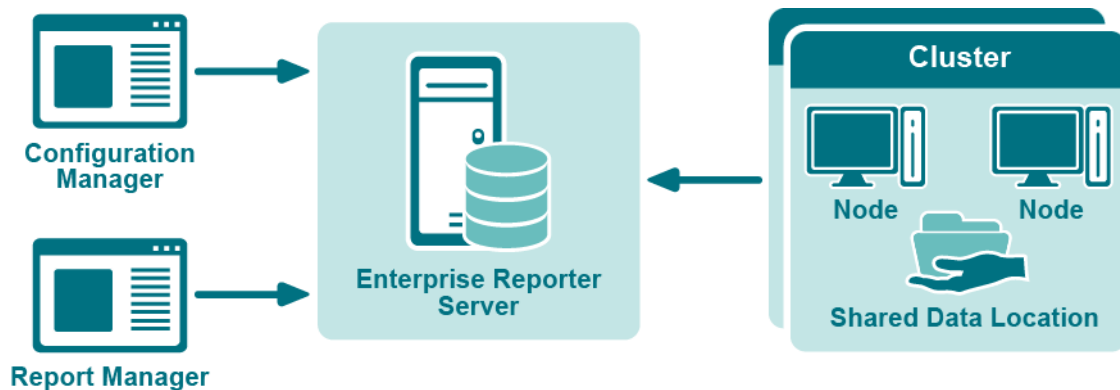 Configuration
Manager
Report Manager
Enterprise Reporter
Server
Cluster
Node
Node
Shared Data Location